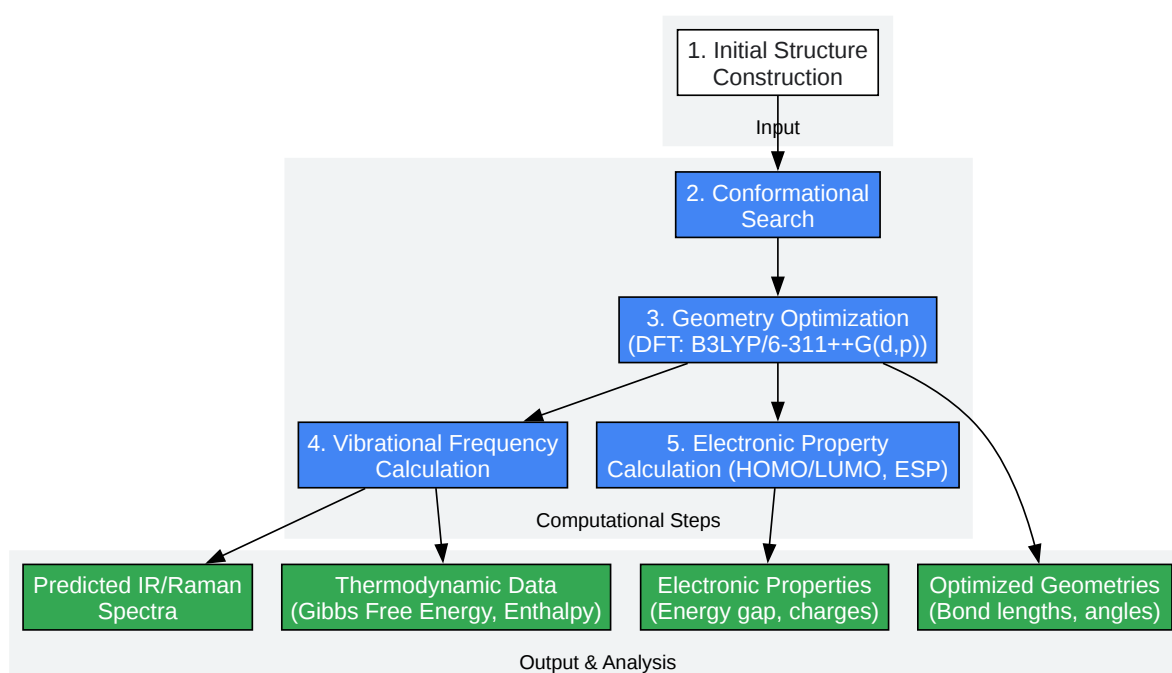 1. Initial Structure
Construction
Input
2. Conformational
Search
3. Geometry Optimization
(DFT: B3LYP/6-311++G(d,p))
4. Vibrational Frequency
Calculation
5. Electronic Property
Calculation (HOMO/LUMO, ESP)
Computational Steps
Predicted IR/Raman
Spectra
Thermodynamic Data
(Gibbs Free Energy, Enthalpy)
Electronic Properties
(Energy gap, charges)
Optimized Geometries
(Bond lengths, angles)
Output & Analysis